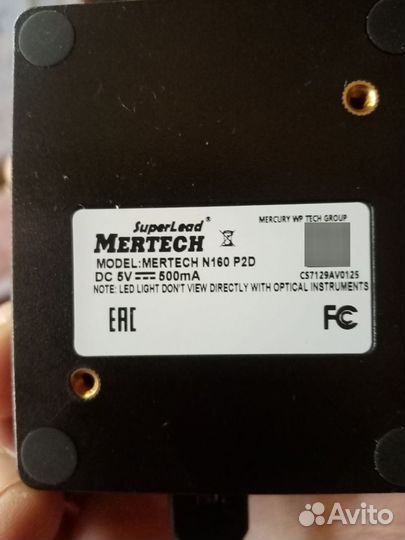 SuperLead®
MERTECH
MERCURY WP TECH GROUP
MODEL:MERTECH N160 P2D
DC 5V 500mA
CS7129AV0125
NOTE: LED LIGHT DON'T VIEW DIRECTLY WITH OPTICAL INSTRUMENTS
EAC
FC
Avito